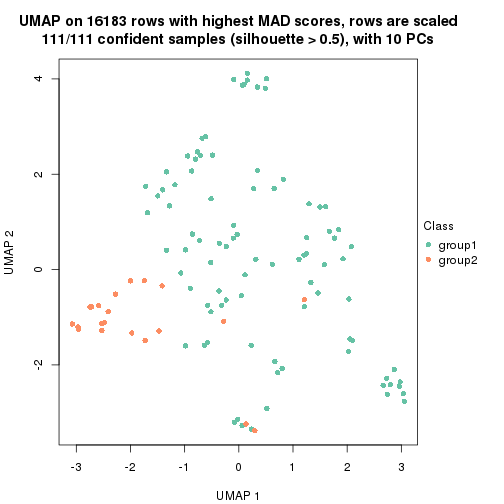 UMAP on 16183 rows with highest MAD scores, rows are scaled
111/111 confident samples (silhouette > 0.5), with 10 PCs
4
2
0
-2
UMAP 2
-3
-2
-1
0
1
2
3
UMAP 1
Class
group1
group2